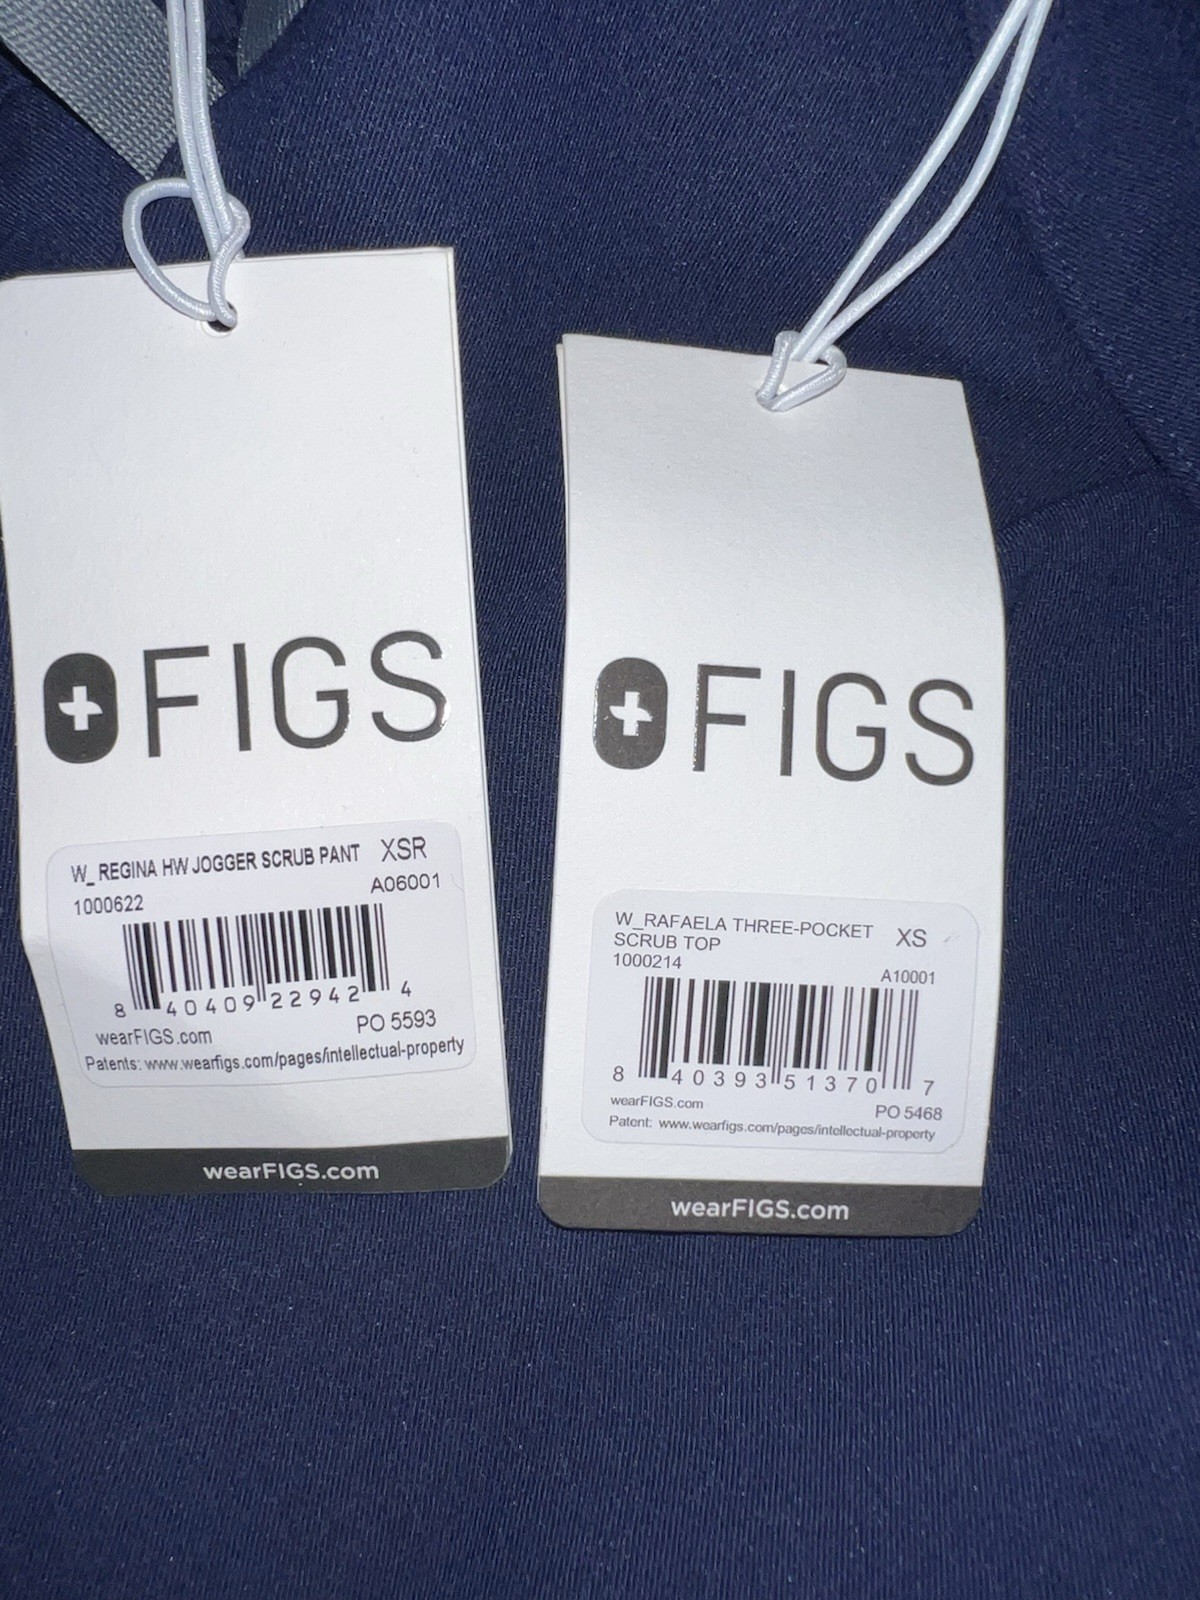 FIGS
W_ REGINA HW JOGGER SCRUB PANT XSR
1000622 A06001
8 40409 22942 4
wearFIGS.com PO 5593
Patents: www.wearfigs.com/pages/intellectual-property
wearFIGS.com
FIGS
W_RAFAELA THREE-POCKET XS
SCRUB TOP
1000214 A10001
8 40393 51370 7
wearFIGS.com PO 5468
Patent: www.wearfigs.com/pages/intellectual-property
wearFIGS.com